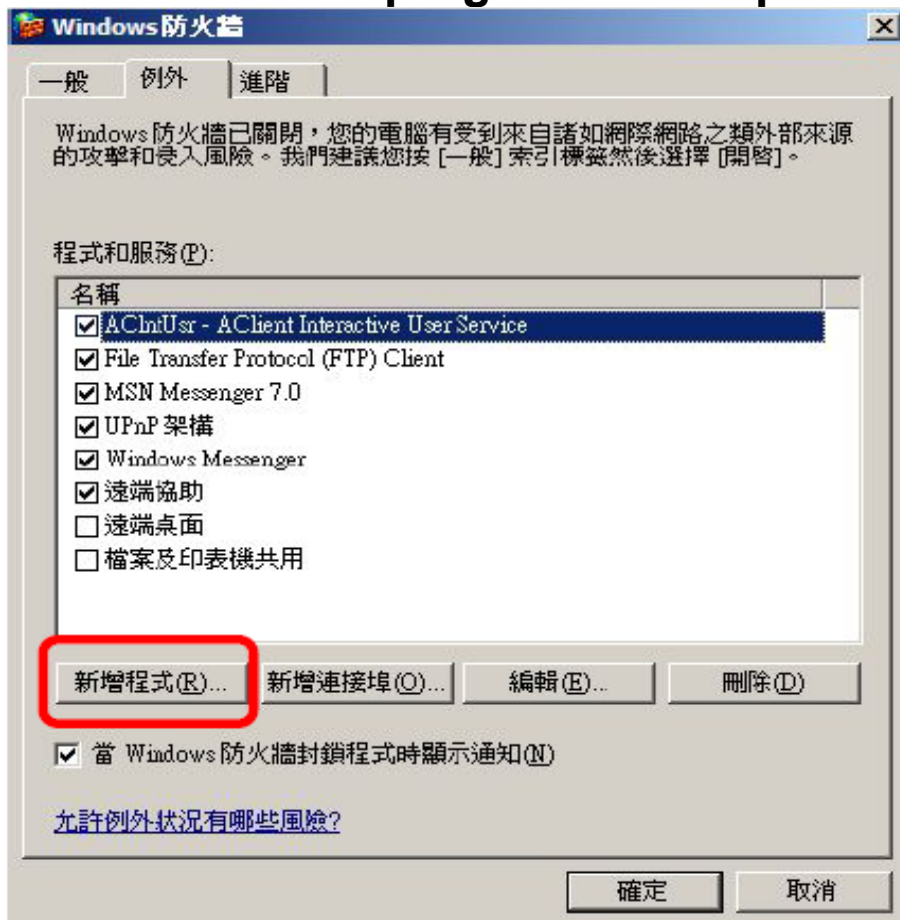 Windows防火牆
一般 例外 進階
Windows防火牆已關閉，您的電腦有受到來自諸如網際網路之類外部來源
的攻擊和侵入風險。我們建議您按 [一般] 索引標籤然後選擇 [開啓]。
程式和服務(P):
名稱
AClntUsr - AClient Interactive User Service
File Transfer Protocol (FTP) Client
MSN Messenger 7.0
UPnP 架構
Windows Messenger
遠端協助
遠端桌面
檔案及印表機共用
新增程式(R)... 新增連接埠(O)... 編輯(E)... 刪除(D)
當 Windows防火牆封鎖程式時顯示通知(N)
允許例外狀況有哪些風險?
確定 取消